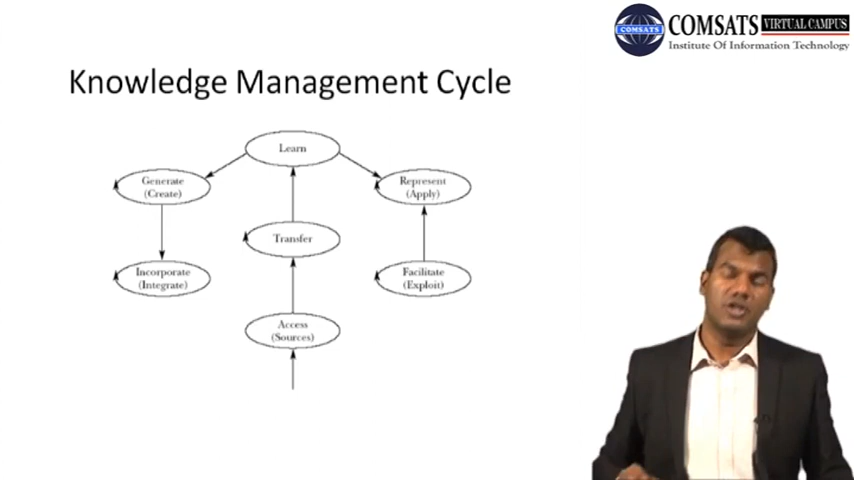 COMSATS VIRTUAL CAMPUS
COMSATS
Institute Of Information Technology
Knowledge Management Cycle
Learn
Generate
(Create)
Represent
(Apply)
Transfer
Incorporate
(Integrate)
Facilitate
(Exploit)
Access
(Sources)